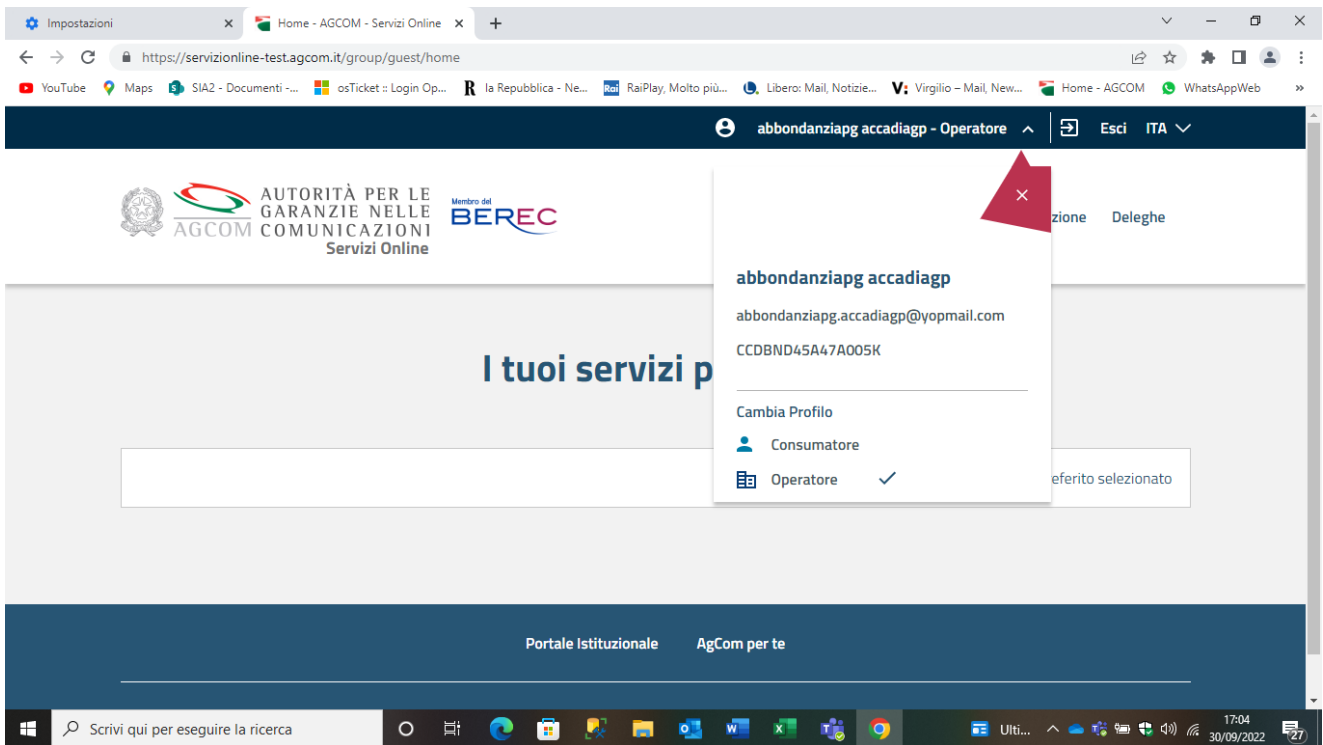 Impostazioni
Home - AGCOM - Servizi Online
https://servizionline-test.agcom.it/group/guest/home
YouTube
Maps
SIA2 - Documenti -...
osTicket :: Login Op...
R la Repubblica - Ne...
Rai RaiPlay, Molto più...
Libero: Mail, Notizie...
V: Virgilio – Mail, New...
Home - AGCOM
WhatsAppWeb
»
abbondanziapg accadiagp - Operatore
Esci
ITA
AUTORITÀ PER LE
GARANZIE NELLE
AGCOM COMUNICAZIONI
Servizi Online
Membro del
BEREC
zione
Deleghe
abbondanziapg accadiagp
abbondanziapg.accadiagp@yopmail.com
CCDBND45A47A005K
I tuoi servizi p
Cambia Profilo
Consumatore
Operatore
eferito selezionato
Portale Istituzionale
AgCom per te
Scrivi qui per eseguire la ricerca
Ulti...
17:04
30/09/2022
27